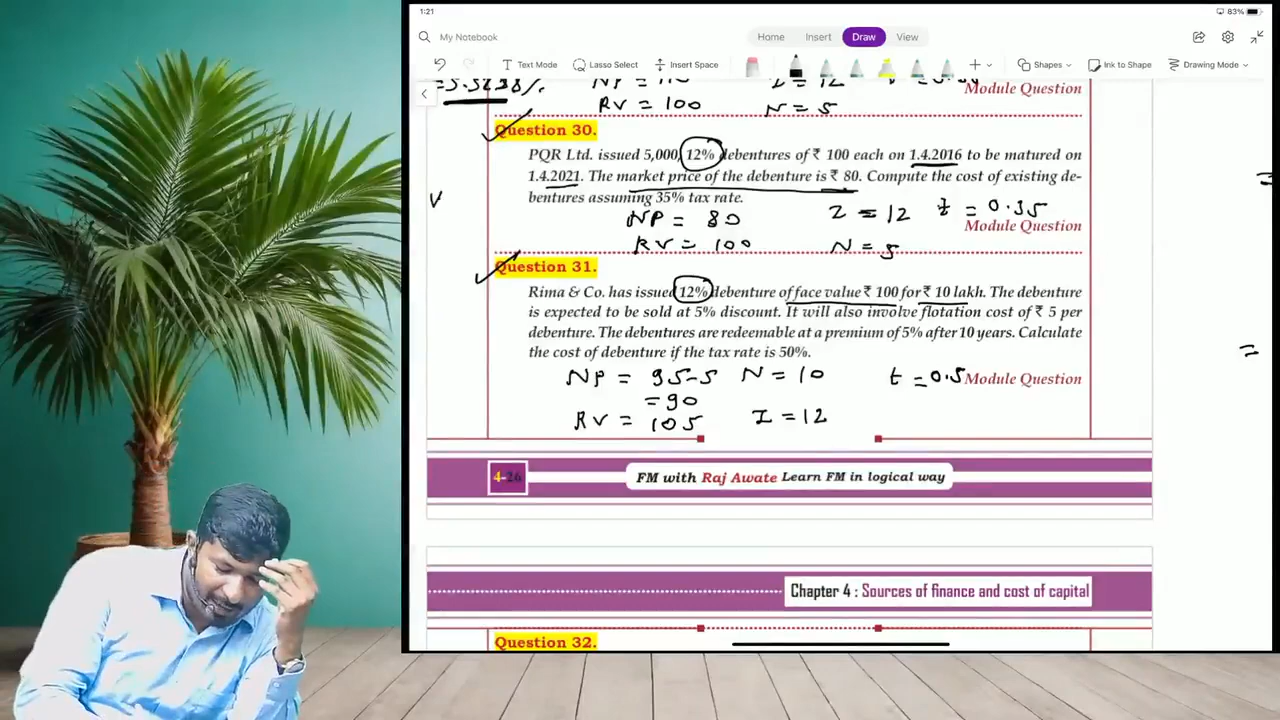 1:21
83%
My Notebook
Home Insert Draw View
Text Mode Lasso Select Insert Space Shapes Ink to Shape Drawing Mode
RV = 100 N = 5
Module Question
Question 30.
PQR Ltd. issued 5,000, 12% debentures of ₹ 100 each on 1.4.2016 to be matured on
1.4.2021. The market price of the debenture is ₹ 80. Compute the cost of existing de-
bentures assuming 35% tax rate.
NP = 80 I = 12 t = 0.35
Module Question
RV = 100 N = 5
Question 31.
Rima & Co. has issued 12% debenture of face value ₹ 100 for ₹ 10 lakh. The debenture
is expected to be sold at 5% discount. It will also involve flotation cost of ₹ 5 per
debenture. The debentures are redeemable at a premium of 5% after 10 years. Calculate
the cost of debenture if the tax rate is 50%.
NP = 95-5 N = 10 t = 0.5 Module Question
= 90
RV = 105 I = 12
4-26
FM with Raj Awate Learn FM in logical way
Chapter 4 : Sources of finance and cost of capital
Question 32.